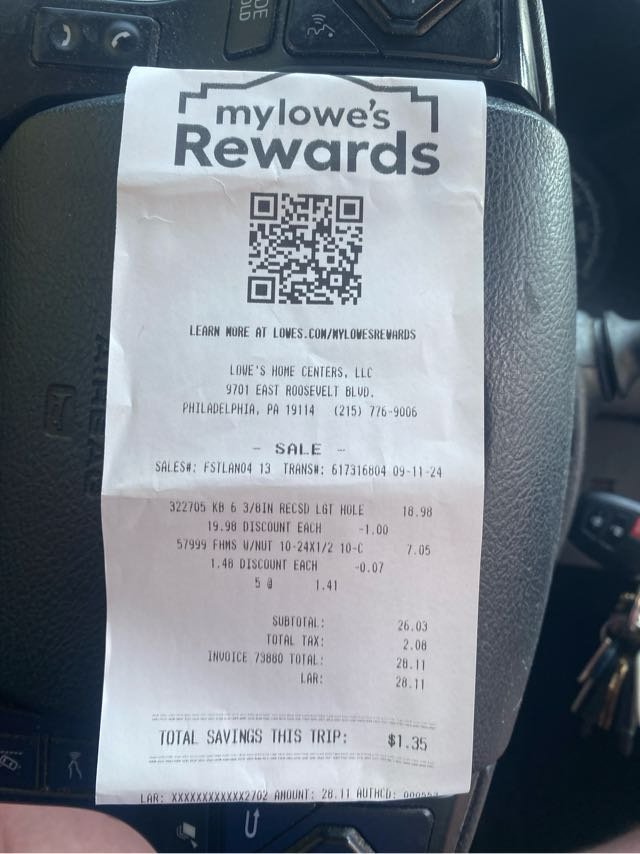 HOLD
mylowe's
Rewards
LEARN MORE AT LOWES.COM/MYLOWESREWARDS
LOWE'S HOME CENTERS, LLC
9701 EAST ROOSEVELT BLVD.
PHILADELPHIA, PA 19114 (215) 776-9006
- SALE -
SALES#: FSTLAN04 13 TRANS#: 617316804 09-11-24
322705 KB 6 3/8IN RECSD LGT HOLE 18.98
19.98 DISCOUNT EACH -1.00
57999 FHMS W/NUT 10-24X1/2 10-C 7.05
1.48 DISCOUNT EACH -0.07
5 @ 1.41
SUBTOTAL: 26.03
TOTAL TAX: 2.08
INVOICE 73880 TOTAL: 28.11
LAR: 28.11
TOTAL SAVINGS THIS TRIP: $1.35
LAR: XXXXXXXXXXXX2702 AMOUNT: 28.11 AUTHCD:
AIRBAG